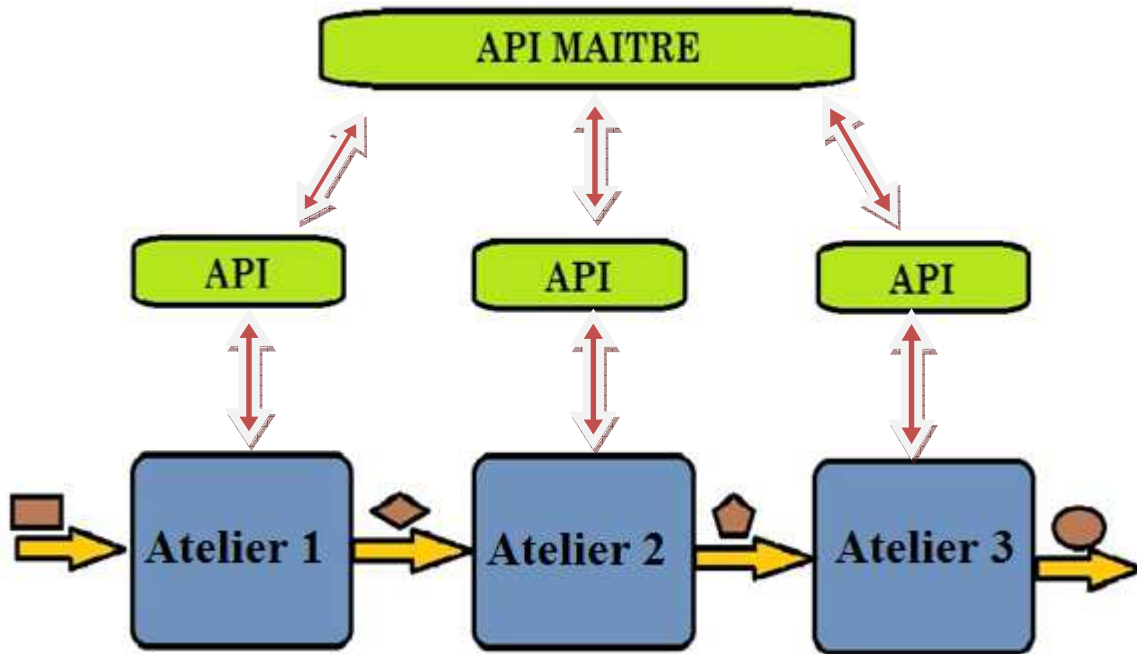 API MAITRE
API
API
API
Atelier 1
Atelier 2
Atelier 3